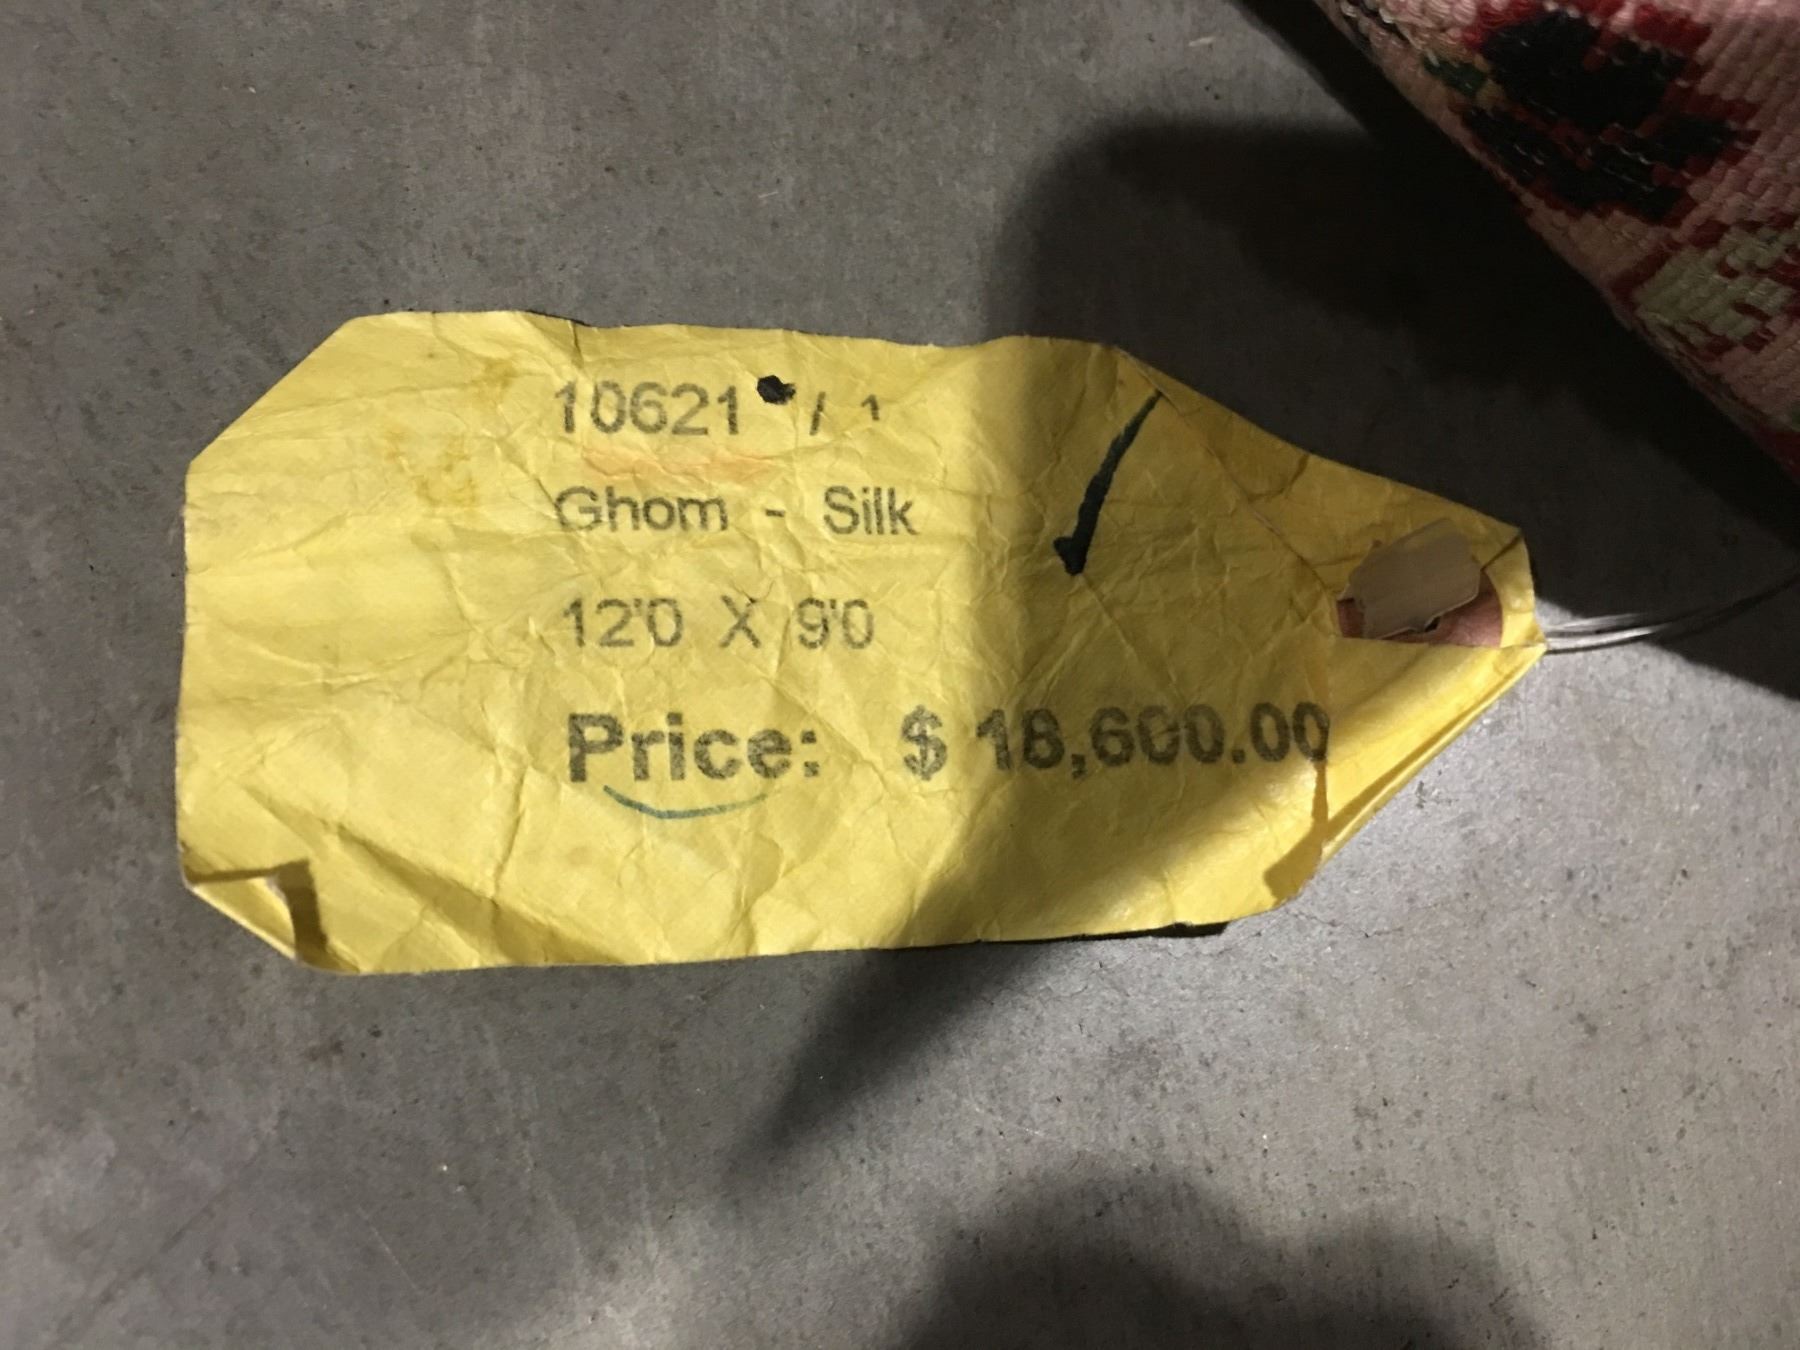 10621 / 1
Ghom - Silk
12'0 X 9'0
Price: $ 18,600.00